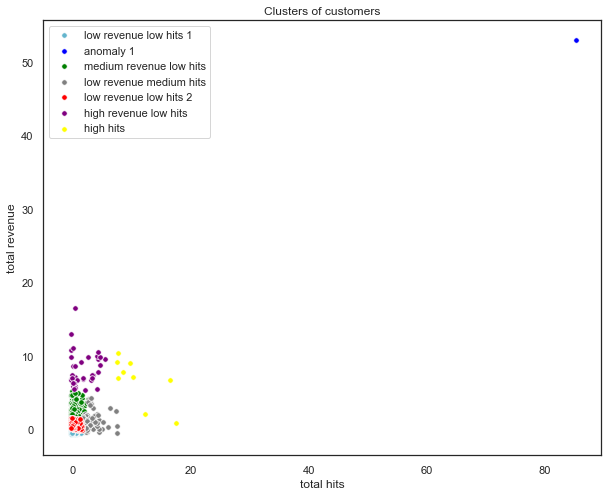 Clusters of customers
low revenue low hits 1
anomaly 1
medium revenue low hits
low revenue medium hits
low revenue low hits 2
high revenue low hits
high hits
total revenue
50
40
30
20
10
0
0 20 40 60 80
total hits